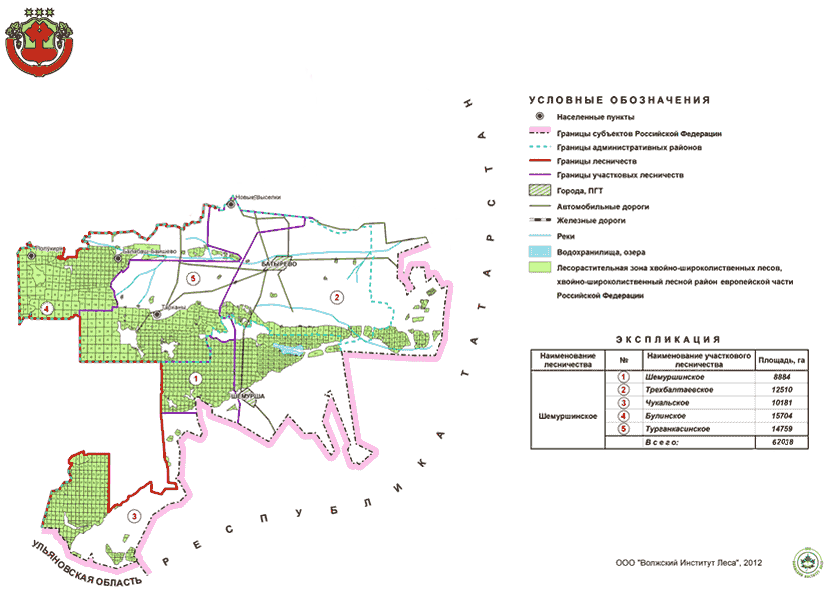 УСЛОВНЫЕ ОБОЗНАЧЕНИЯ
Населенные пункты
Границы субъектов Российской Федерации
Границы административных районов
Границы лесничеств
Границы участковых лесничеств
Города, ПГТ
Автомобильные дороги
Железные дороги
Реки
Водохранилища, озера
Лесорастительная зона хвойно-широколиственных лесов,
хвойно-широколиственный лесной район европейской части
Российской Федерации
РЕСПУБЛИКА ТАТАРСТАН
Новые Выселки
Полукиры
БАТЫРЕВО
5
2
4
1
ШЕМУРША
3
УЛЬЯНОВСКАЯ ОБЛАСТЬ
ЭКСПЛИКАЦИЯ
Наименование лесничества № Наименование участкового лесничества Площадь, га
Шемуршинское
1 Шемуршинское 8884
2 Трехбалтаевское 12510
3 Чукальское 10181
4 Булинское 15704
5 Турганкасинское 14759
Всего: 62038
ООО "Волжский Институт Леса", 2012